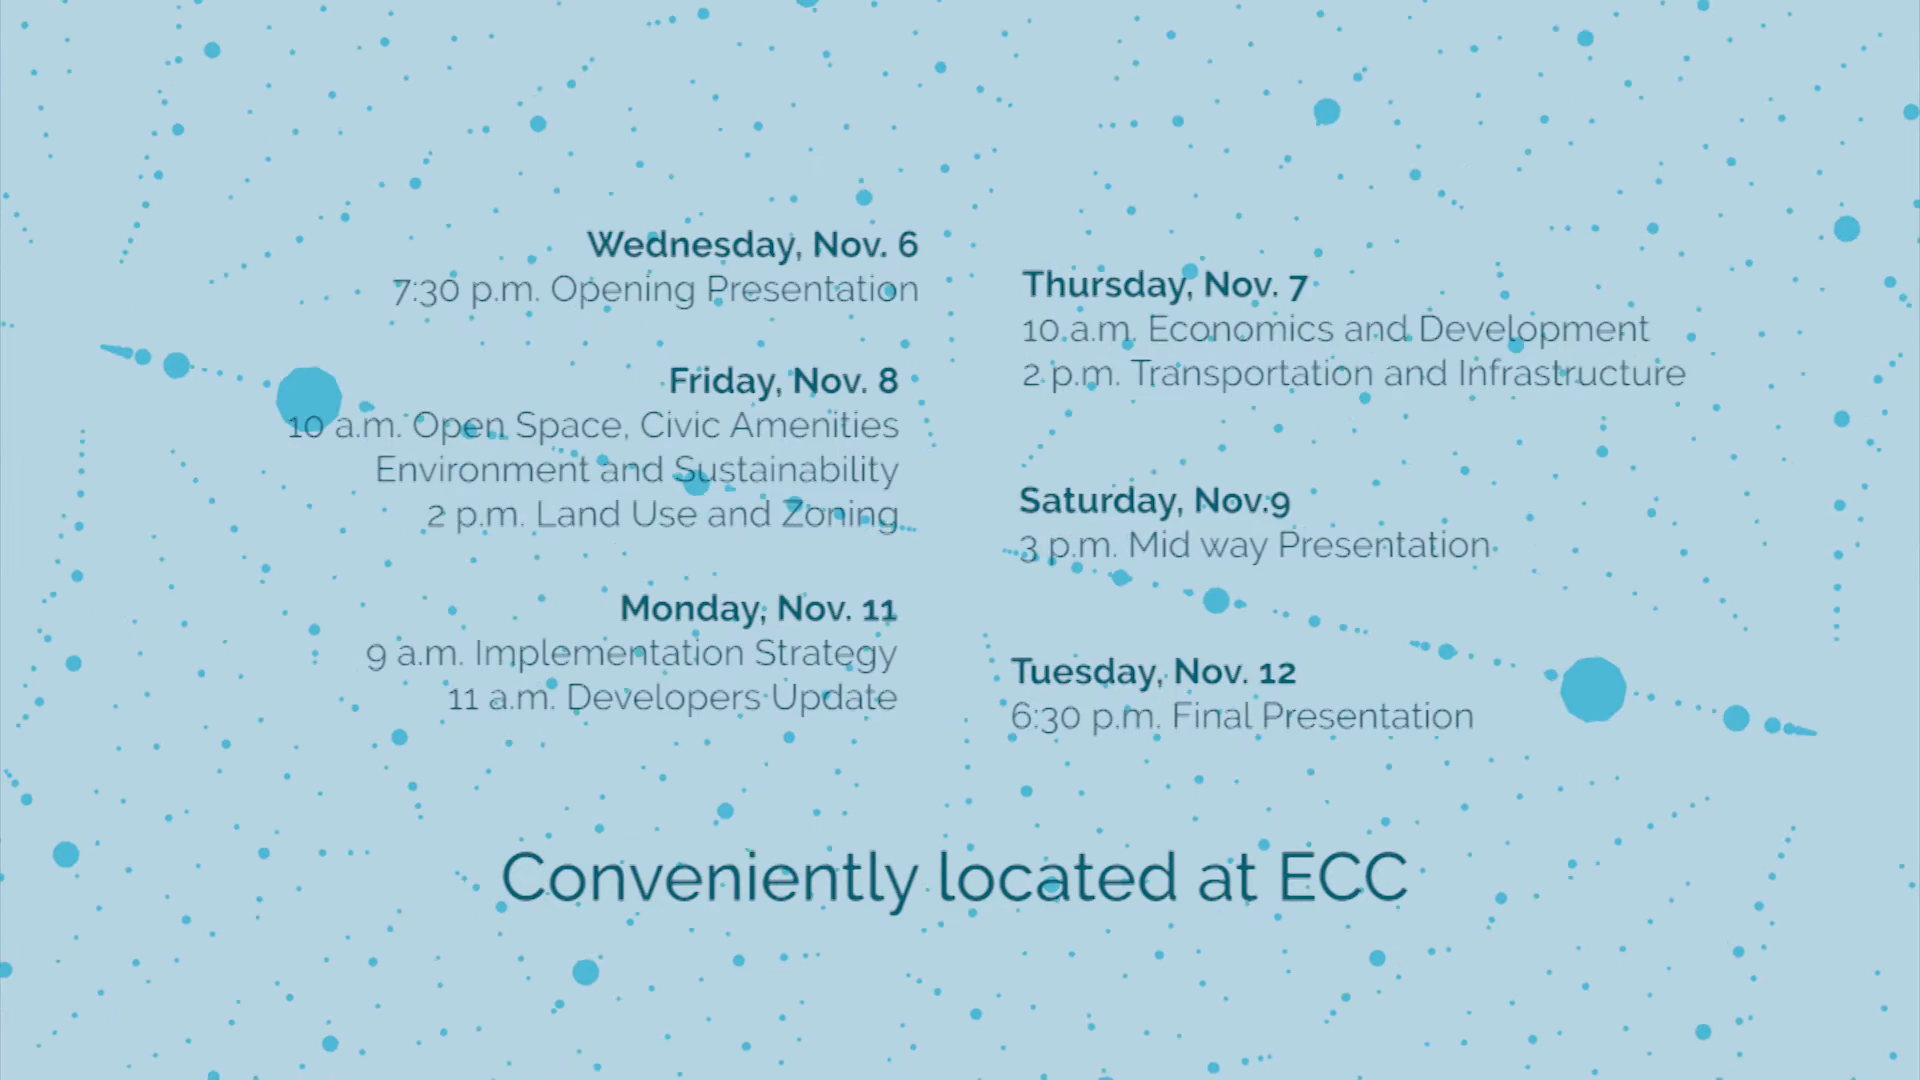 Wednesday, Nov. 6
7:30 p.m. Opening Presentation
Thursday, Nov. 7
10 a.m. Economics and Development
2 p.m. Transportation and Infrastructure
Friday, Nov. 8
10 a.m. Open Space, Civic Amenities
Environment and Sustainability
2 p.m. Land Use and Zoning
Saturday, Nov.9
3 p.m. Mid way Presentation
Monday, Nov. 11
9 a.m. Implementation Strategy
11 a.m. Developers Update
Tuesday, Nov. 12
6:30 p.m. Final Presentation
Conveniently located at ECC